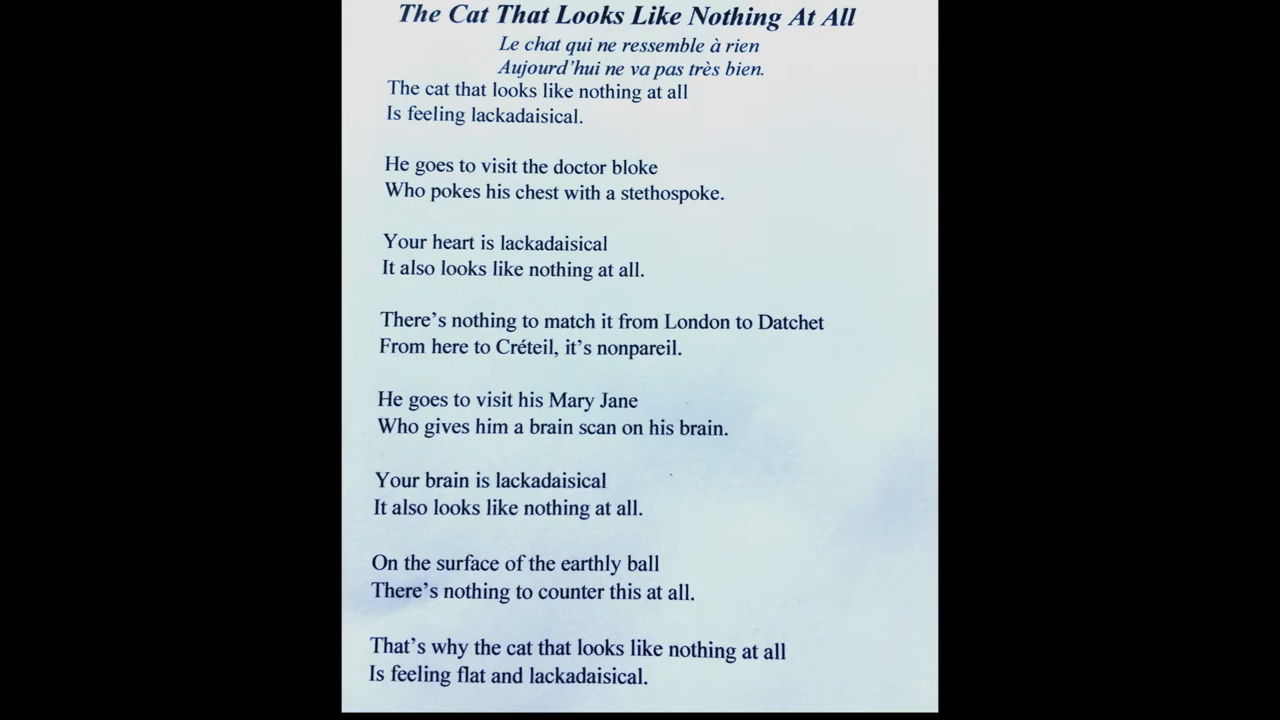 The Cat That Looks Like Nothing At All
Le chat qui ne ressemble à rien
Aujourd'hui ne va pas très bien.
The cat that looks like nothing at all
Is feeling lackadaisical.
He goes to visit the doctor bloke
Who pokes his chest with a stethospoke.
Your heart is lackadaisical
It also looks like nothing at all.
There's nothing to match it from London to Datchet
From here to Créteil, it's nonpareil.
He goes to visit his Mary Jane
Who gives him a brain scan on his brain.
Your brain is lackadaisical
It also looks like nothing at all.
On the surface of the earthly ball
There's nothing to counter this at all.
That's why the cat that looks like nothing at all
Is feeling flat and lackadaisical.